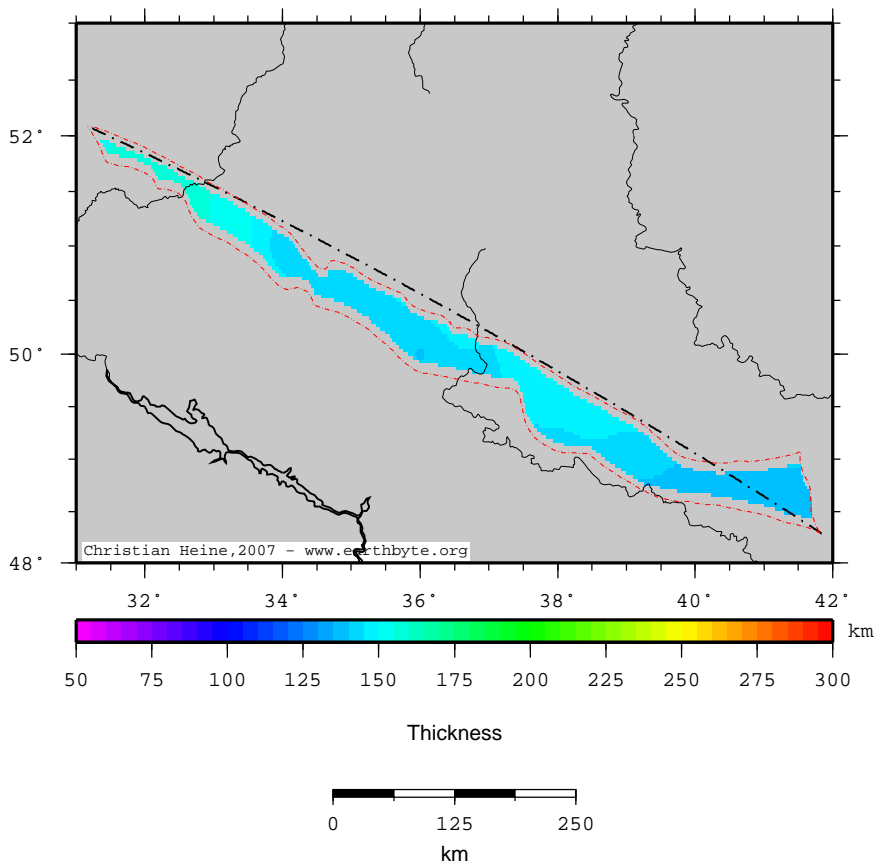 52°
50°
48°
Christian Heine,2007 - www.earthbyte.org
32° 34° 36° 38° 40° 42°
km
50 75 100 125 150 175 200 225 250 275 300
Thickness
0 125 250
km